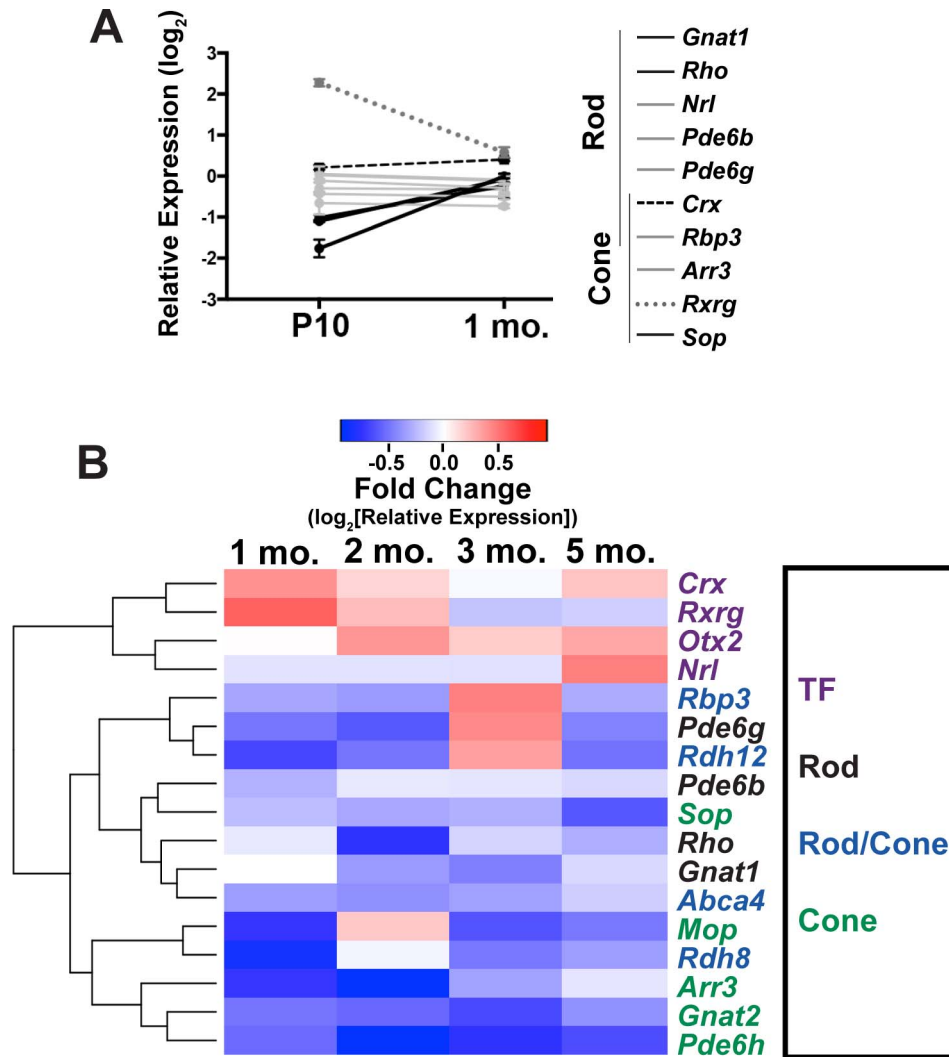 A
Relative Expression (log2)
3
2
1
0
-1
-2
-3
P10
1 mo.
Rod
Cone
Gnat1
Rho
Nrl
Pde6b
Pde6g
Crx
Rbp3
Arr3
Rxrg
Sop
B
-0.5 0.0 0.5
Fold Change
(log2[Relative Expression])
1 mo. 2 mo. 3 mo. 5 mo.
Crx
Rxrg
Otx2
Nrl
Rbp3
Pde6g
Rdh12
Pde6b
Sop
Rho
Gnat1
Abca4
Mop
Rdh8
Arr3
Gnat2
Pde6h
TF
Rod
Rod/Cone
Cone